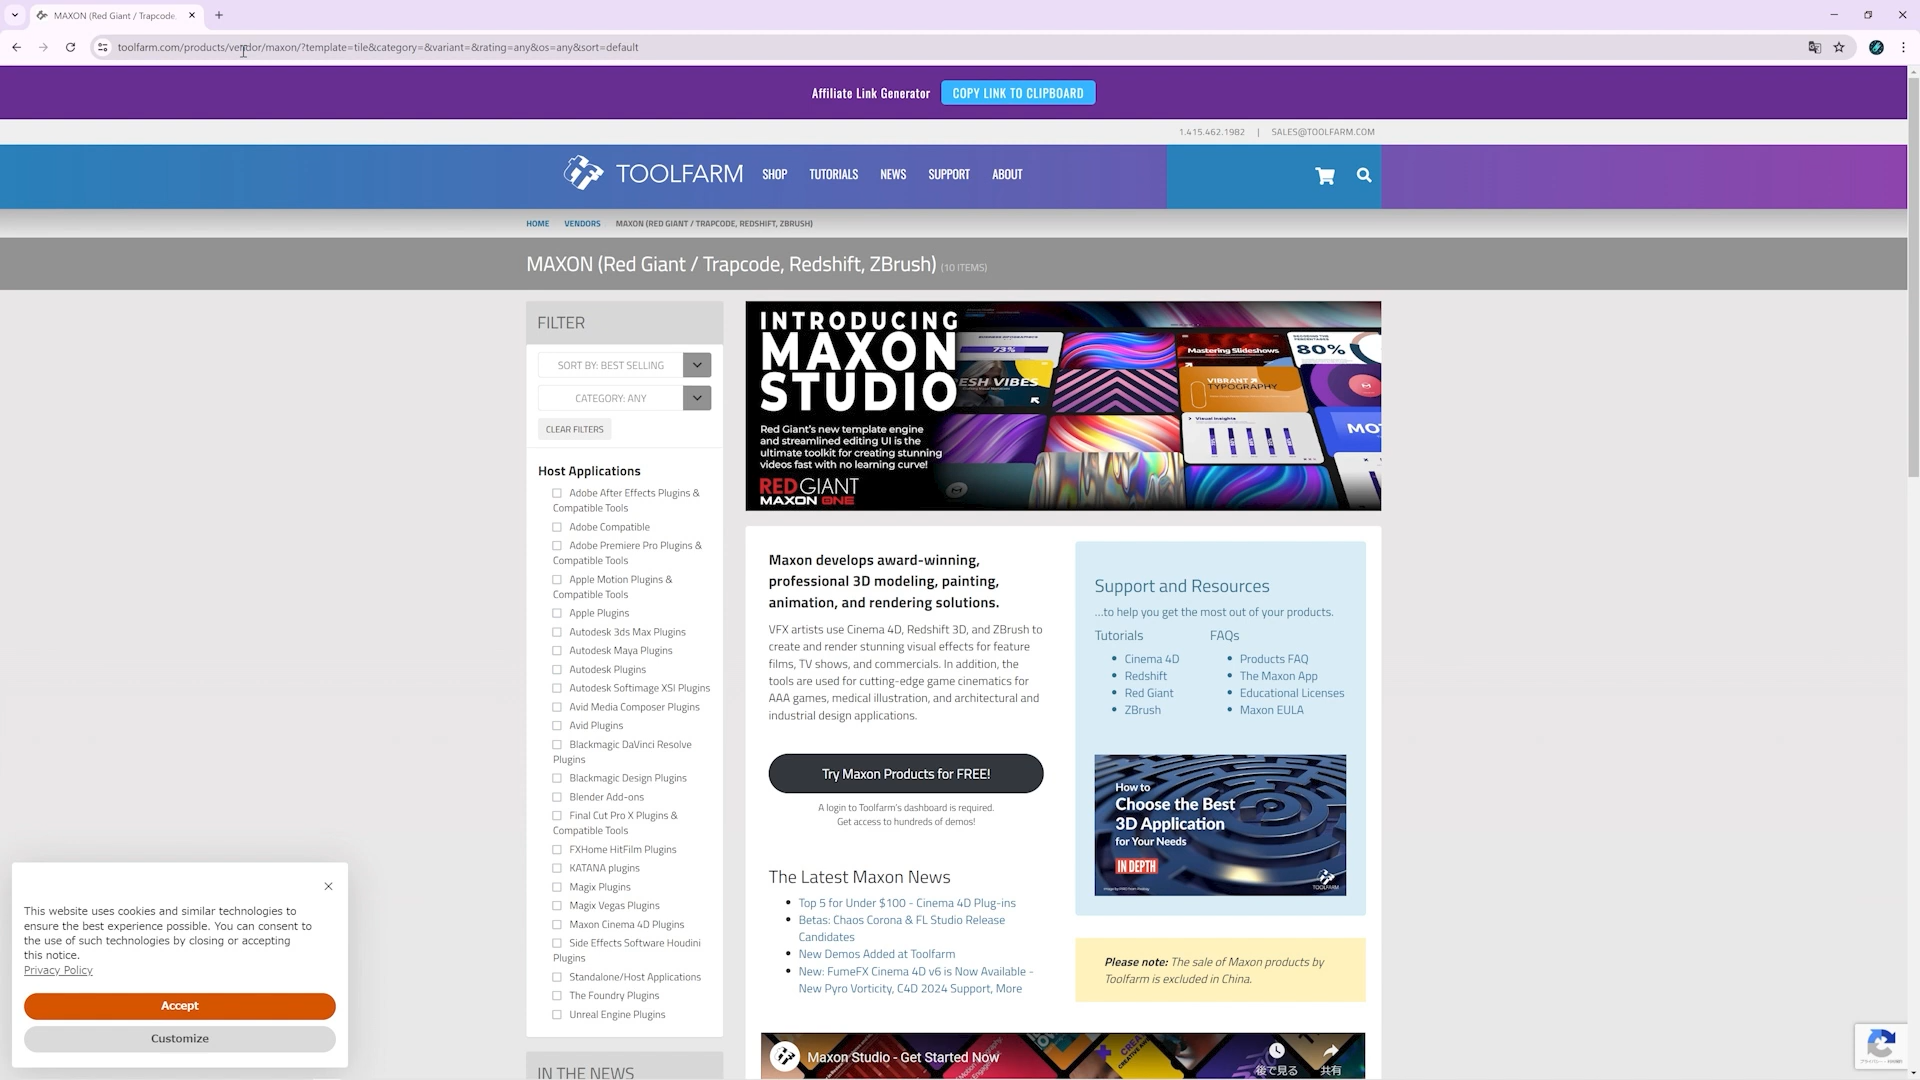 MAXON (Red Giant / Trapcode,
toolfarm.com/products/vendor/maxon/?template=tile&category=&variant=&rating=any&os=any&sort=default
Affiliate Link Generator
COPY LINK TO CLIPBOARD
1.415.462.1982 | SALES@TOOLFARM.COM
TOOLFARM
SHOP
TUTORIALS
NEWS
SUPPORT
ABOUT
HOME
VENDORS
MAXON (RED GIANT / TRAPCODE, REDSHIFT, ZBRUSH)
MAXON (Red Giant / Trapcode, Redshift, ZBrush) (10 ITEMS)
FILTER
SORT BY: BEST SELLING
CATEGORY: ANY
CLEAR FILTERS
Host Applications
Adobe After Effects Plugins &
Compatible Tools
Adobe Compatible
Adobe Premiere Pro Plugins &
Compatible Tools
Apple Motion Plugins &
Compatible Tools
Apple Plugins
Autodesk 3ds Max Plugins
Autodesk Maya Plugins
Autodesk Plugins
Autodesk Softimage XSI Plugins
Avid Media Composer Plugins
Avid Plugins
Blackmagic DaVinci Resolve
Plugins
Blackmagic Design Plugins
Blender Add-ons
Final Cut Pro X Plugins &
Compatible Tools
FXHome HitFilm Plugins
KATANA plugins
Magix Plugins
Magix Vegas Plugins
Maxon Cinema 4D Plugins
Side Effects Software Houdini
Plugins
Standalone/Host Applications
The Foundry Plugins
Unreal Engine Plugins
IN THE NEWS
INTRODUCING
MAXON
STUDIO
Red Giant's new template engine
and streamlined editing UI is the
ultimate toolkit for creating stunning
videos fast with no learning curve!
REDGIANT
MAXON ONE
73%
ESH VIBES
Mastering Slideshows
80%
VIBRANT
TYPOGRAPHY
Visual Insights
MO
Maxon develops award-winning,
professional 3D modeling, painting,
animation, and rendering solutions.
VFX artists use Cinema 4D, Redshift 3D, and ZBrush to
create and render stunning visual effects for feature
films, TV shows, and commercials. In addition, the
tools are used for cutting-edge game cinematics for
AAA games, medical illustration, and architectural and
industrial design applications.
Try Maxon Products for FREE!
A login to Toolfarm's dashboard is required.
Get access to hundreds of demos!
The Latest Maxon News
Top 5 for Under $100 - Cinema 4D Plug-ins
Betas: Chaos Corona & FL Studio Release
Candidates
New Demos Added at Toolfarm
New: FumeFX Cinema 4D v6 is Now Available -
New Pyro Vorticity, C4D 2024 Support, More
Support and Resources
...to help you get the most out of your products.
Tutorials
Cinema 4D
Redshift
Red Giant
ZBrush
FAQs
Products FAQ
The Maxon App
Educational Licenses
Maxon EULA
How to
Choose the Best
3D Application
for Your Needs
IN DEPTH
TOOLFARM
Please note: The sale of Maxon products by
Toolfarm is excluded in China.
Maxon Studio - Get Started Now
後で見る
共有
This website uses cookies and similar technologies to
ensure the best experience possible. You can consent to
the use of such technologies by closing or accepting
this notice.
Privacy Policy
Accept
Customize